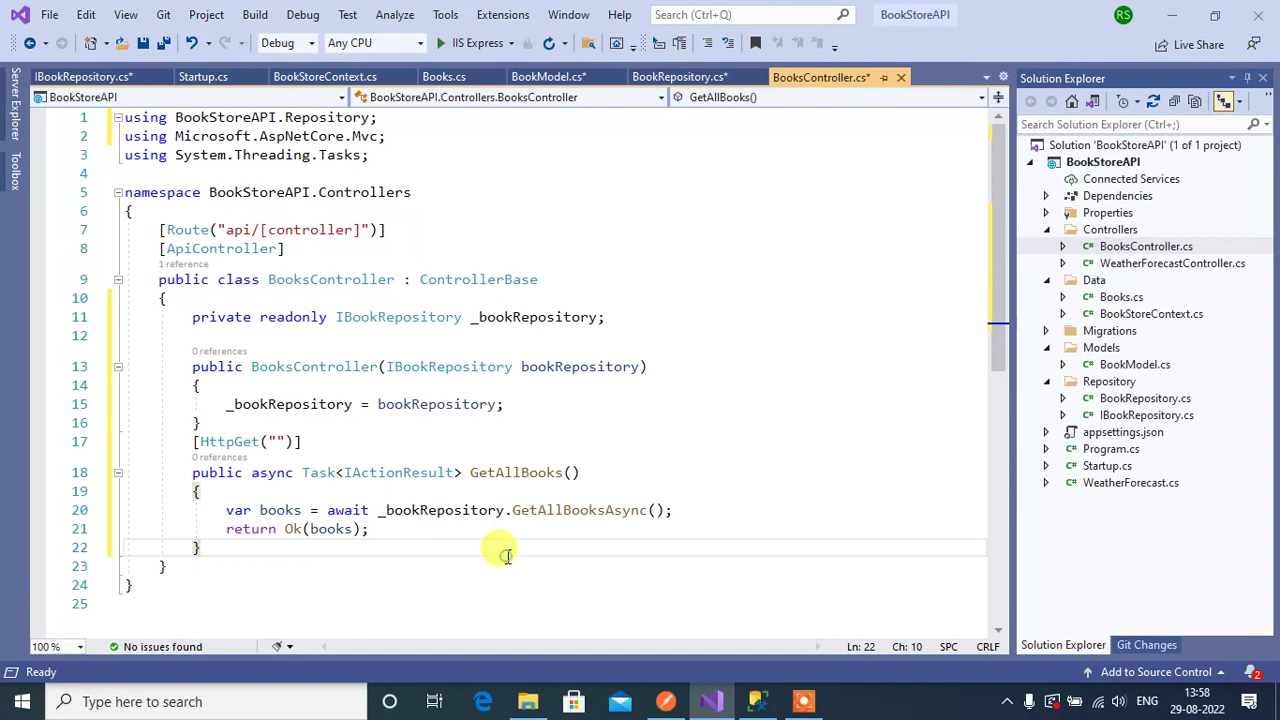 File Edit View Git Project Build Debug Test Analyze Tools Extensions Window Help Search (Ctrl+Q) BookStoreAPI RS
Debug Any CPU IIS Express Live Share
IBookRepository.cs* Startup.cs BookStoreContext.cs Books.cs BookModel.cs* BookRepository.cs* BooksController.cs*
BookStoreAPI BookStoreAPI.Controllers.BooksController GetAllBooks()
Server Explorer
Toolbox
1 using BookStoreAPI.Repository;
2 using Microsoft.AspNetCore.Mvc;
3 using System.Threading.Tasks;
4
5 namespace BookStoreAPI.Controllers
6 {
7 [Route("api/[controller]")]
8 [ApiController]
1 reference
9 public class BooksController : ControllerBase
10 {
11 private readonly IBookRepository _bookRepository;
12
0 references
13 public BooksController(IBookRepository bookRepository)
14 {
15 _bookRepository = bookRepository;
16 }
17 [HttpGet("")]
0 references
18 public async Task<IActionResult> GetAllBooks()
19 {
20 var books = await _bookRepository.GetAllBooksAsync();
21 return Ok(books);
22 }
23 }
24 }
25
100 % No issues found Ln: 22 Ch: 10 SPC CRLF
Solution Explorer
Search Solution Explorer (Ctrl+;)
Solution 'BookStoreAPI' (1 of 1 project)
BookStoreAPI
Connected Services
Dependencies
Properties
Controllers
C# BooksController.cs
C# WeatherForecastController.cs
Data
C# Books.cs
C# BookStoreContext.cs
Migrations
Models
C# BookModel.cs
Repository
C# BookRepository.cs
C# IBookRepository.cs
appsettings.json
C# Program.cs
C# Startup.cs
C# WeatherForecast.cs
Solution Explorer Git Changes
Ready Add to Source Control 2
Type here to search ENG 13:58
29-08-2022